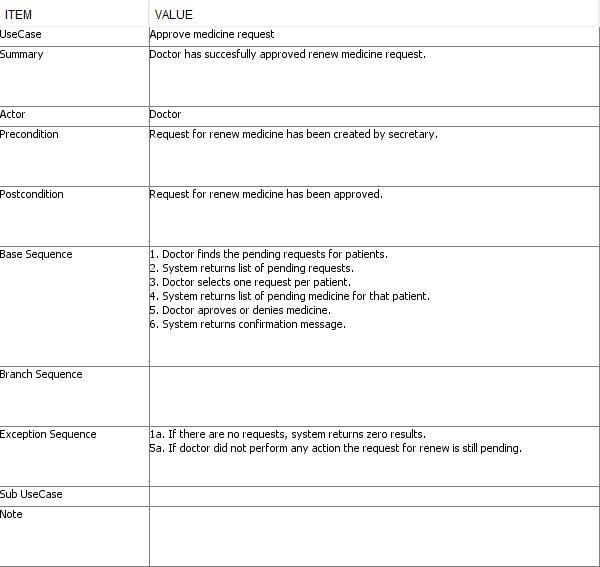 ITEM VALUE
UseCase Approve medicine request
Summary Doctor has succesfully approved renew medicine request.
Actor Doctor
Precondition Request for renew medicine has been created by secretary.
Postcondition Request for renew medicine has been approved.
Base Sequence 1. Doctor finds the pending requests for patients.
2. System returns list of pending requests.
3. Doctor selects one request per patient.
4. System returns list of pending medicine for that patient.
5. Doctor aproves or denies medicine.
6. System returns confirmation message.
Branch Sequence
Exception Sequence 1a. If there are no requests, system returns zero results.
5a. If doctor did not perform any action the request for renew is still pending.
Sub UseCase
Note